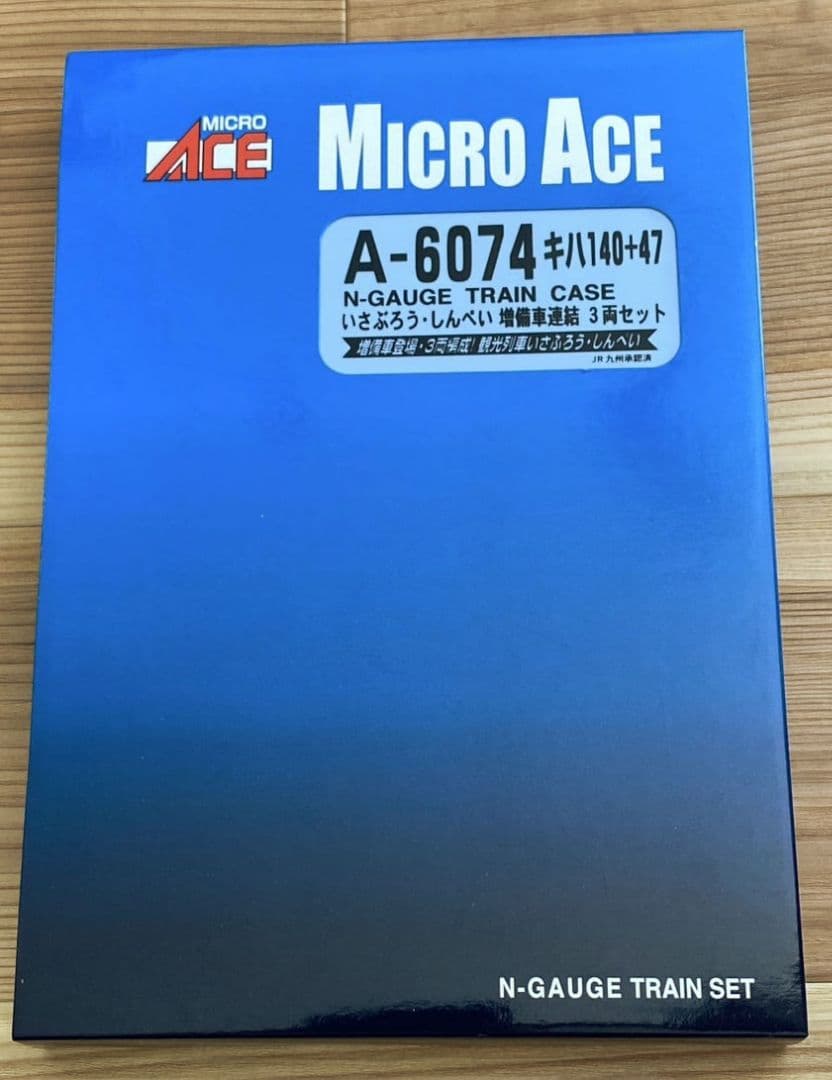 MICRO
ACE
MICRO ACE
A-6074 キハ140+47
N-GAUGE TRAIN CASE
いさぶろう・しんぺい 増備車連結 3両セット
増備車登場・3両編成!観光列車いさぶろう・しんぺい
JR九州承認済
N-GAUGE TRAIN SET